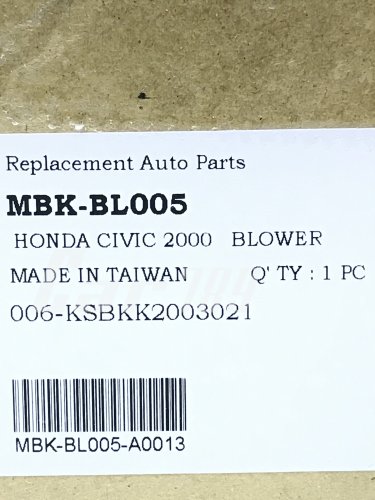 Replacement Auto Parts
MBK-BL005
HONDA CIVIC 2000 BLOWER
MADE IN TAIWAN Q' TY : 1 PC
006-KSBKK2003021
MBK-BL005-A0013